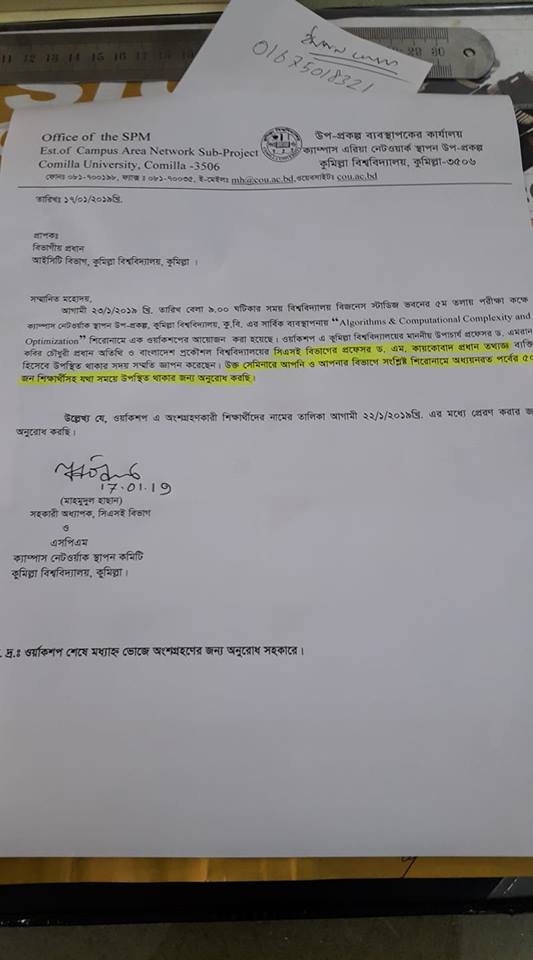 01675018321
Office of the SPM
Est.of Campus Area Network Sub-Project
Comilla University, Comilla -3506
উপ-প্রকল্প ব্যবস্থাপকের কার্যালয়
ক্যাম্পাস এরিয়া নেটওয়ার্ক স্থাপন উপ-প্রকল্প
কুমিল্লা বিশ্ববিদ্যালয়, কুমিল্লা-৩৫০৬
ফোনঃ ০৮১-৭০০১৯৮, ফ্যাক্স : ০৮১-৭০০৩৫, ই-মেইলঃ mh@cou.ac.bd,ওয়েবসাইটঃ cou.ac.bd
তারিখঃ ১৭/০১/২০১৯খ্রি.
প্রাপকঃ
বিভাগীয় প্রধান
আইসিটি বিভাগ, কুমিল্লা বিশ্ববিদ্যালয়, কুমিল্লা ।
সম্মানিত মহোদয়,
আগামী ২৩/১/২০১৯ খ্রি. তারিখ বেলা ৯.০০ ঘটিকার সময় বিশ্ববিদ্যালয় বিজনেস স্টাডিজ ভবনের ৫ম তলায় পরীক্ষা কক্ষে
ক্যাম্পাস নেটওর্য়াক স্থাপন উপ-প্রকল্প, কুমিল্লা বিশ্ববিদ্যালয়, কু.বি. এর সার্বিক ব্যবস্থাপনায় “Algorithms & Computational Complexity and
Optimization” শিরোনামে এক ওয়ার্কশপের আয়োজন করা হয়েছে। ওয়ার্কশপ এ কুমিল্লা বিশ্ববিদ্যালয়ের মাননীয় উপাচার্য প্রফেসর ড. এমরান
কবির চৌধুরী প্রধান অতিথি ও বাংলাদেশ প্রকৌশল বিশ্ববিদ্যালয়ের সিএসই বিভাগের প্রফেসর ড. এম. কায়কোবাদ প্রধান তথ্যজ্ঞ ব্যক্তি
হিসেবে উপস্থিত থাকার সদয় সম্মতি জ্ঞাপন করেছেন। উক্ত সেমিনারে আপনি ও আপনার বিভাগে সংশ্লিষ্ট শিরোনামে অধ্যয়নরত পর্বের ৫০
জন শিক্ষার্থীসহ যথা সময়ে উপস্থিত থাকার জন্য অনুরোধ করছি।
উল্লেখ্য যে, ওয়ার্কশপ এ অংশগ্রহণকারী শিক্ষার্থীদের নামের তালিকা আগামী ২২/১/২০১৯খ্রি. এর মধ্যে প্রেরণ করার জ
অনুরোধ করছি।
17.01.19
(মাহমুদুল হাছান)
সহকারী অধ্যাপক, সিএসই বিভাগ
ও
এসপিএম
ক্যাম্পাস নেটওর্য়াক স্থাপন কমিটি
কুমিল্লা বিশ্ববিদ্যালয়, কুমিল্লা।
. দ্র.ঃ ওর্য়াকশপ শেষে মধ্যাহ্ন ভোজে অংশগ্রহণের জন্য অনুরোধ সহকারে।